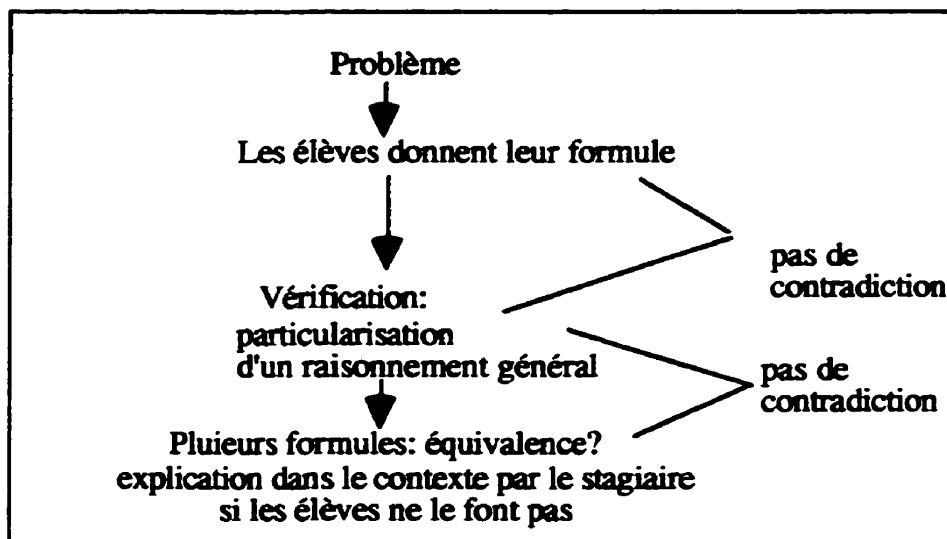 Problème
Les élèves donnent leur formule
pas de
contradiction
Vérification:
particularisation
d'un raisonnement général
pas de
contradiction
Pluieurs formules: équivalence?
explication dans le contexte par le stagiaire
si les élèves ne le font pas